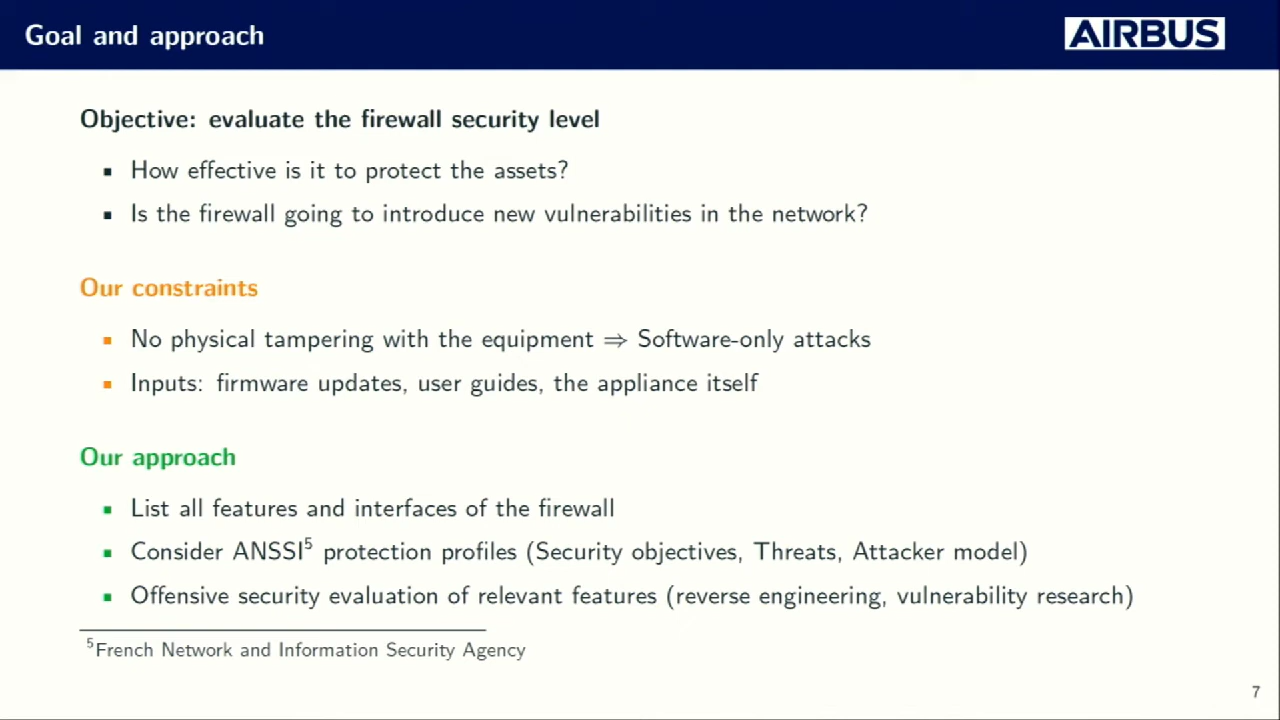 Goal and approach
AIRBUS
Objective: evaluate the firewall security level
▪ How effective is it to protect the assets?
▪ Is the firewall going to introduce new vulnerabilities in the network?
Our constraints
▪ No physical tampering with the equipment ⇒ Software-only attacks
▪ Inputs: firmware updates, user guides, the appliance itself
Our approach
▪ List all features and interfaces of the firewall
▪ Consider ANSSI⁵ protection profiles (Security objectives, Threats, Attacker model)
▪ Offensive security evaluation of relevant features (reverse engineering, vulnerability research)
⁵French Network and Information Security Agency
7